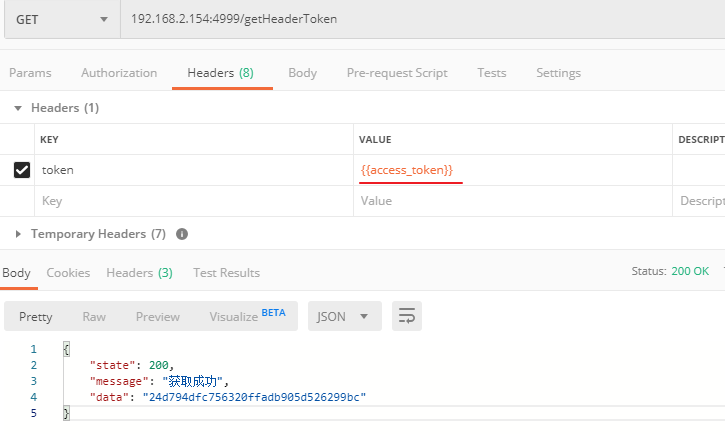 GET 192.168.2.154:4999/getHeaderToken
Params Authorization Headers (8) Body Pre-request Script Tests Settings
Headers (1)
KEY VALUE DESCRIPT
token {{access_token}}
Key Value Descript
Temporary Headers (7)
Body Cookies Headers (3) Test Results Status: 200 OK
Pretty Raw Preview Visualize BETA JSON
1 {
2 "state": 200,
3 "message": "获取成功",
4 "data": "24d794dfc756320ffadb905d526299bc"
5 }